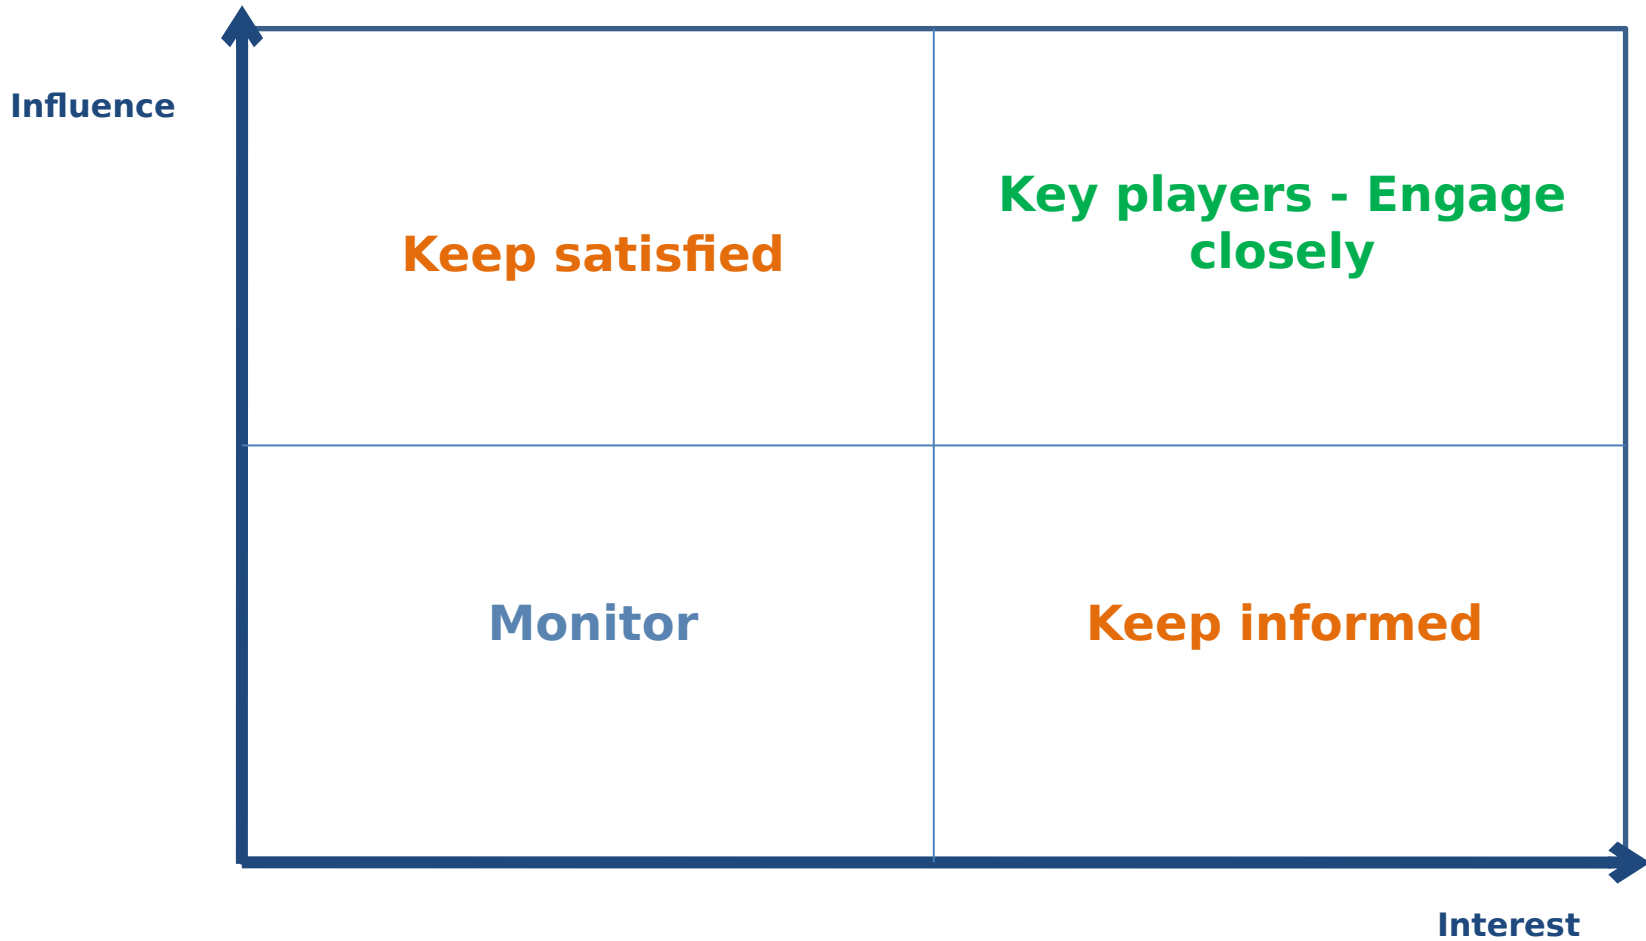 Influence
Key players - Engage
closely
Keep satisfied
Monitor
Keep informed
Interest